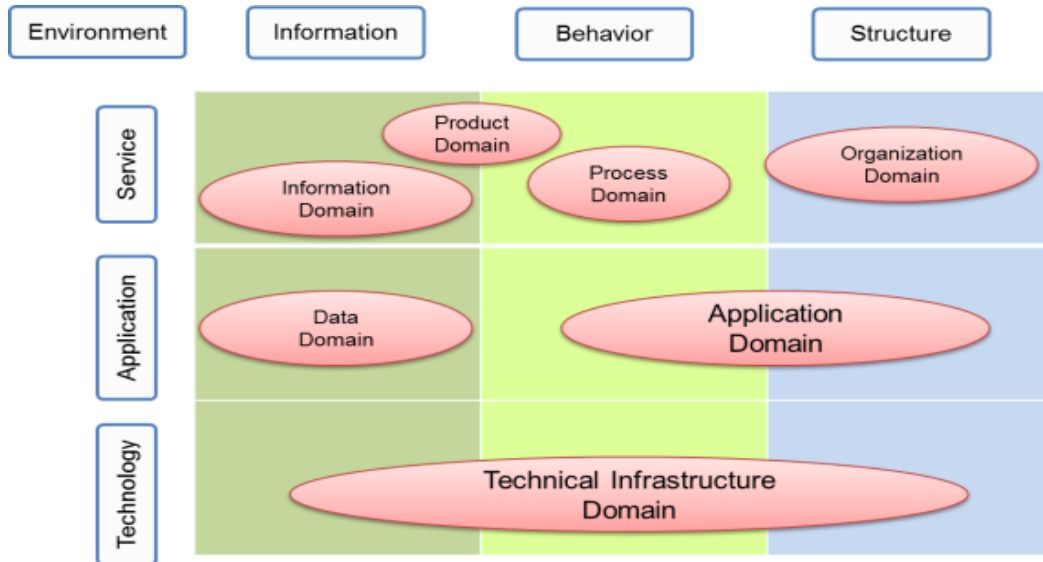 Environment
Information
Behavior
Structure
Service
Product
Domain
Information
Domain
Process
Domain
Organization
Domain
Application
Data
Domain
Application
Domain
Technology
Technical Infrastructure
Domain